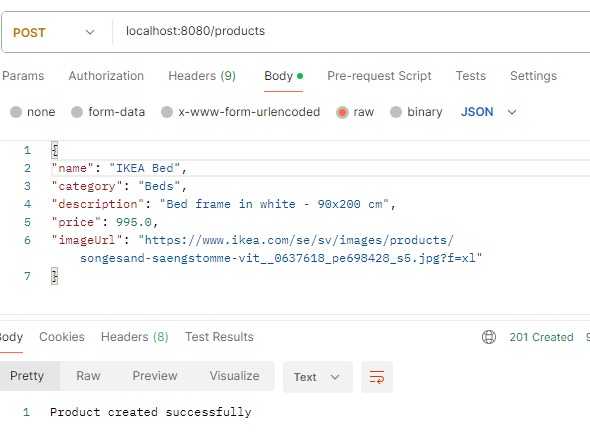 POST localhost:8080/products
Params Authorization Headers (9) Body Pre-request Script Tests Settings
none form-data x-www-form-urlencoded raw binary JSON
1 {
2 "name": "IKEA Bed",
3 "category": "Beds",
4 "description": "Bed frame in white - 90x200 cm",
5 "price": 995.0,
6 "imageUrl": "https://www.ikea.com/se/sv/images/products/
songesand-saengstomme-vit__0637618_pe698428_s5.jpg?f=xl"
7 }
Body Cookies Headers (8) Test Results 201 Created
Pretty Raw Preview Visualize Text
1 Product created successfully